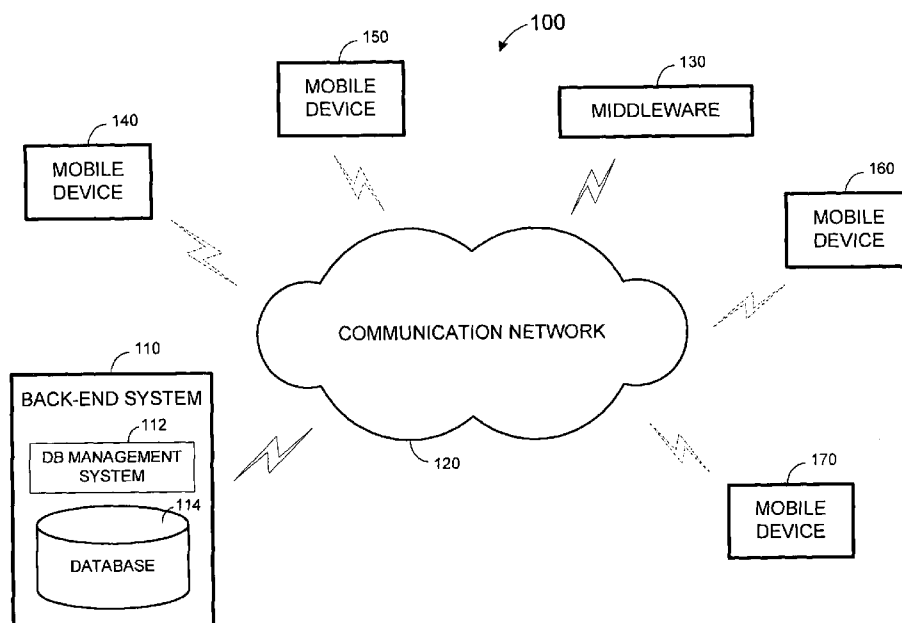 100
150
MOBILE
DEVICE
130
MIDDLEWARE
140
MOBILE
DEVICE
160
MOBILE
DEVICE
COMMUNICATION NETWORK
110
BACK-END SYSTEM
112
DB MANAGEMENT
SYSTEM
114
DATABASE
120
170
MOBILE
DEVICE